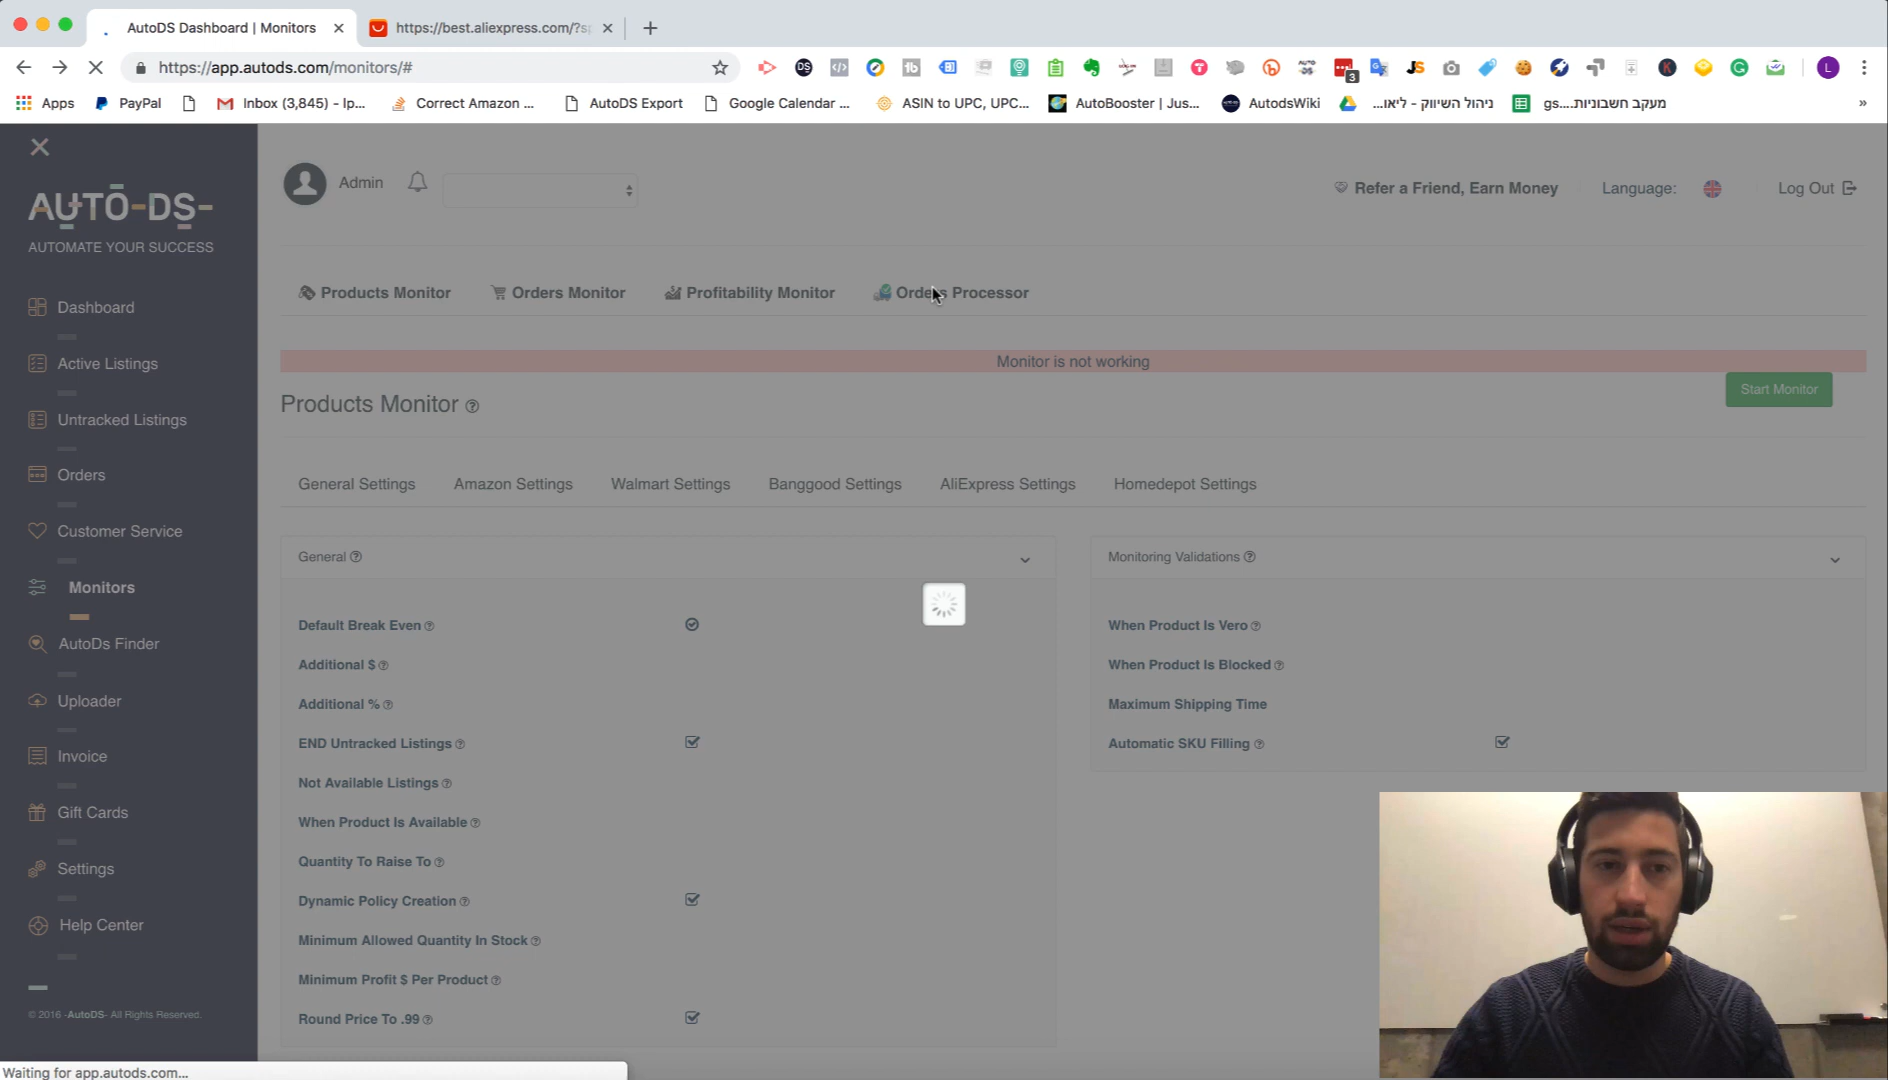 AutoDS Dashboard | Monitors
https://best.aliexpress.com/?s
https://app.autods.com/monitors/#
3
L
Apps
PayPal
Inbox (3,845) - Ip...
Correct Amazon ...
AutoDS Export
Google Calendar ...
ASIN to UPC, UPC...
AutoBooster | Jus...
AutodsWiki
ניהול השיווק - ליאו...
מעקב חשבוניות....gs
»
AUTO-DS-
AUTOMATE YOUR SUCCESS
Dashboard
Active Listings
Untracked Listings
Orders
Customer Service
Monitors
AutoDs Finder
Uploader
Invoice
Gift Cards
Settings
Help Center
© 2016 -AutoDS- All Rights Reserved.
Admin
Refer a Friend, Earn Money
Language:
Log Out
Products Monitor
Orders Monitor
Profitability Monitor
Orders Processor
Monitor is not working
Products Monitor
Start Monitor
General Settings
Amazon Settings
Walmart Settings
Banggood Settings
AliExpress Settings
Homedepot Settings
General
Default Break Even
Additional $
Additional %
END Untracked Listings
Not Available Listings
When Product Is Available
Quantity To Raise To
Dynamic Policy Creation
Minimum Allowed Quantity In Stock
Minimum Profit $ Per Product
Round Price To .99
Monitoring Validations
When Product Is Vero
When Product Is Blocked
Maximum Shipping Time
Automatic SKU Filling
Waiting for app.autods.com...